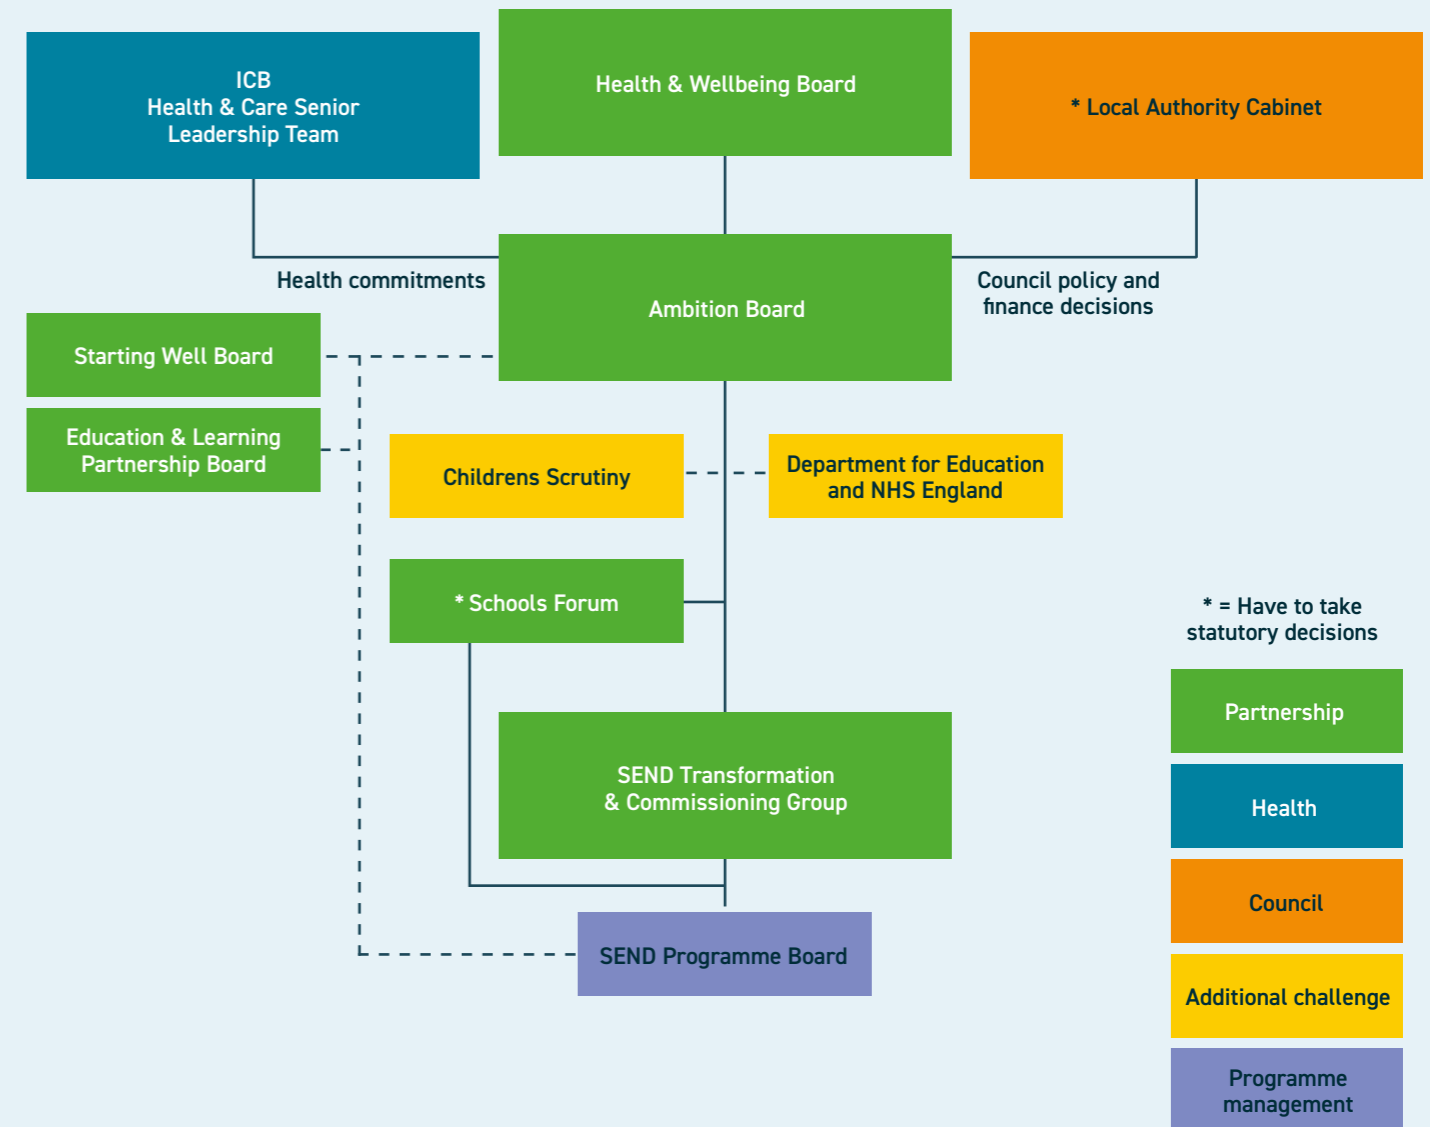 ICB
Health & Care Senior
Leadership Team
Health & Wellbeing Board
* Local Authority Cabinet
Health commitments
Ambition Board
Council policy and
finance decisions
Starting Well Board
Education & Learning
Partnership Board
Childrens Scrutiny
Department for Education
and NHS England
* Schools Forum
SEND Transformation
& Commissioning Group
SEND Programme Board
* = Have to take
statutory decisions
Partnership
Health
Council
Additional challenge
Programme
management